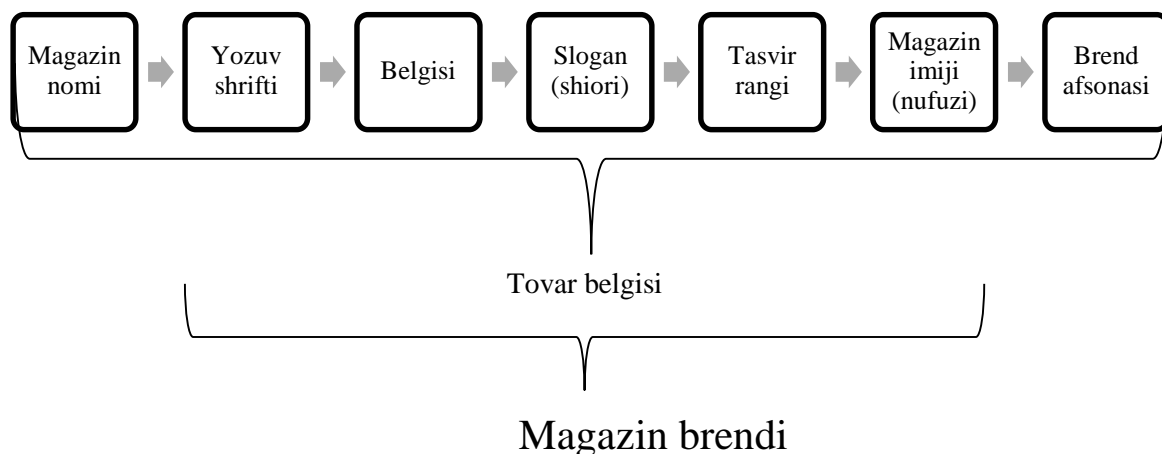 Magazin
nomi
Yozuv
shrifti
Belgisi
Slogan
(shiori)
Tasvir
rangi
Magazin
imiji
(nufuzi)
Brend
afsonasi
Tovar belgisi
Magazin brendi